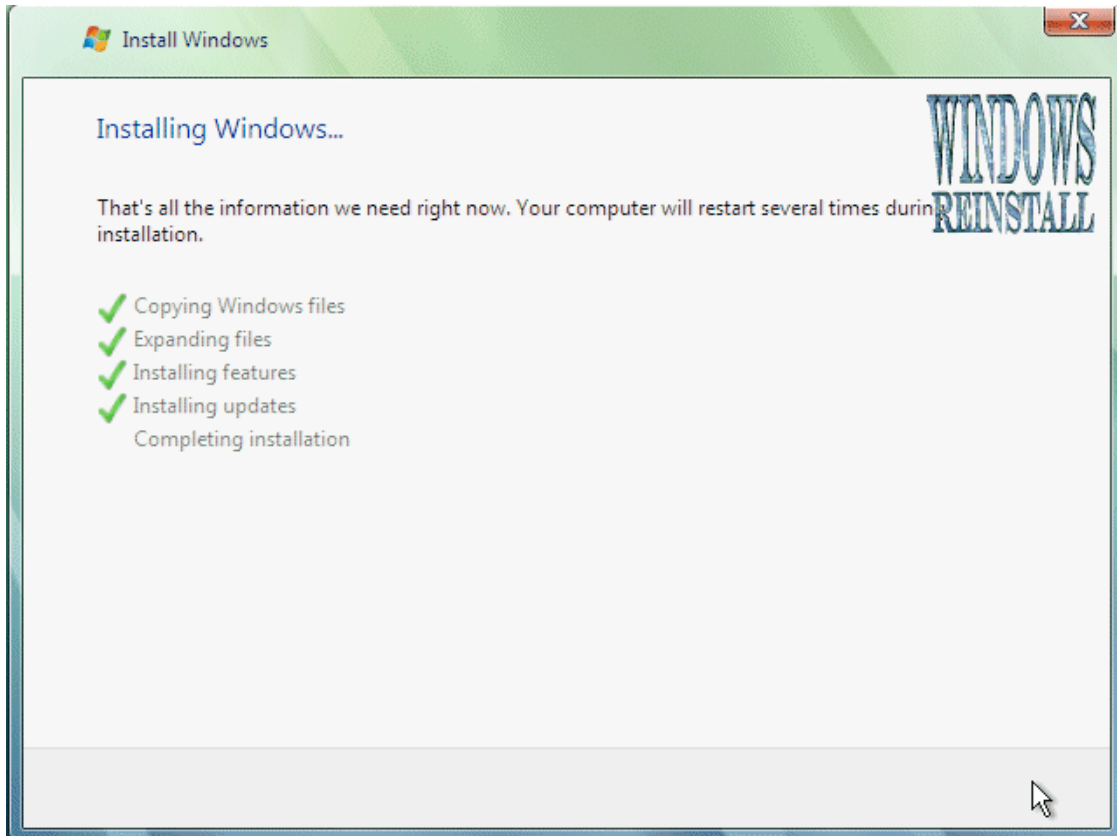 Install Windows
Installing Windows...
WINDOWS
REINSTALL
That's all the information we need right now. Your computer will restart several times durin
installation.
Copying Windows files
Expanding files
Installing features
Installing updates
Completing installation